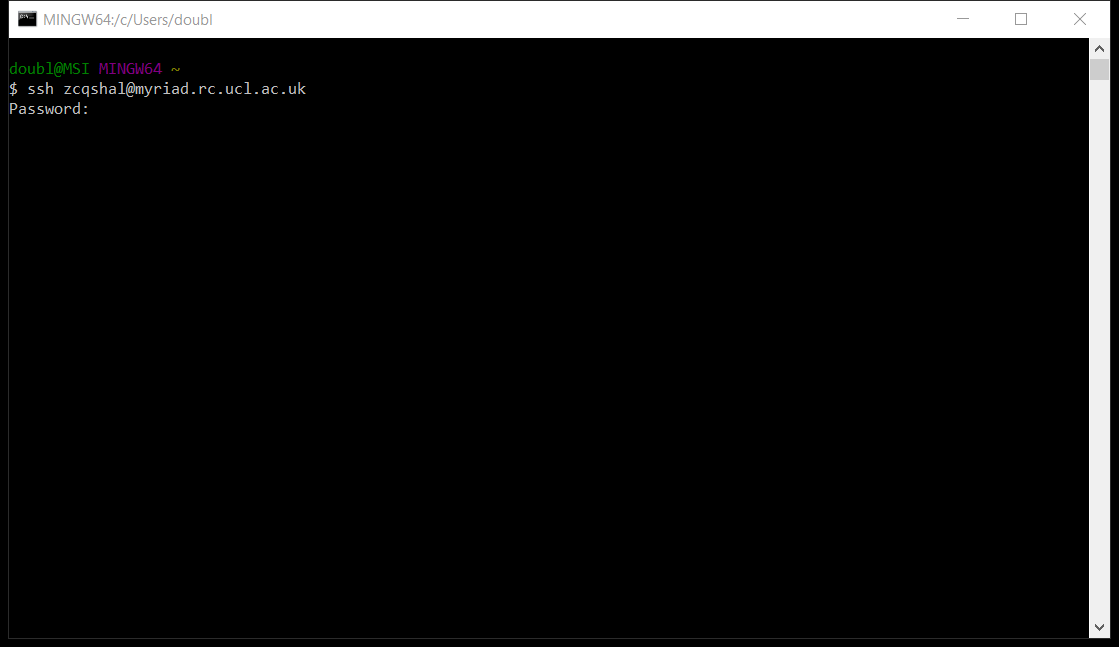 MINGW64:/c/Users/doubl
doubl@MSI MINGW64 ~
$ ssh zcqshal@myriad.rc.ucl.ac.uk
Password: